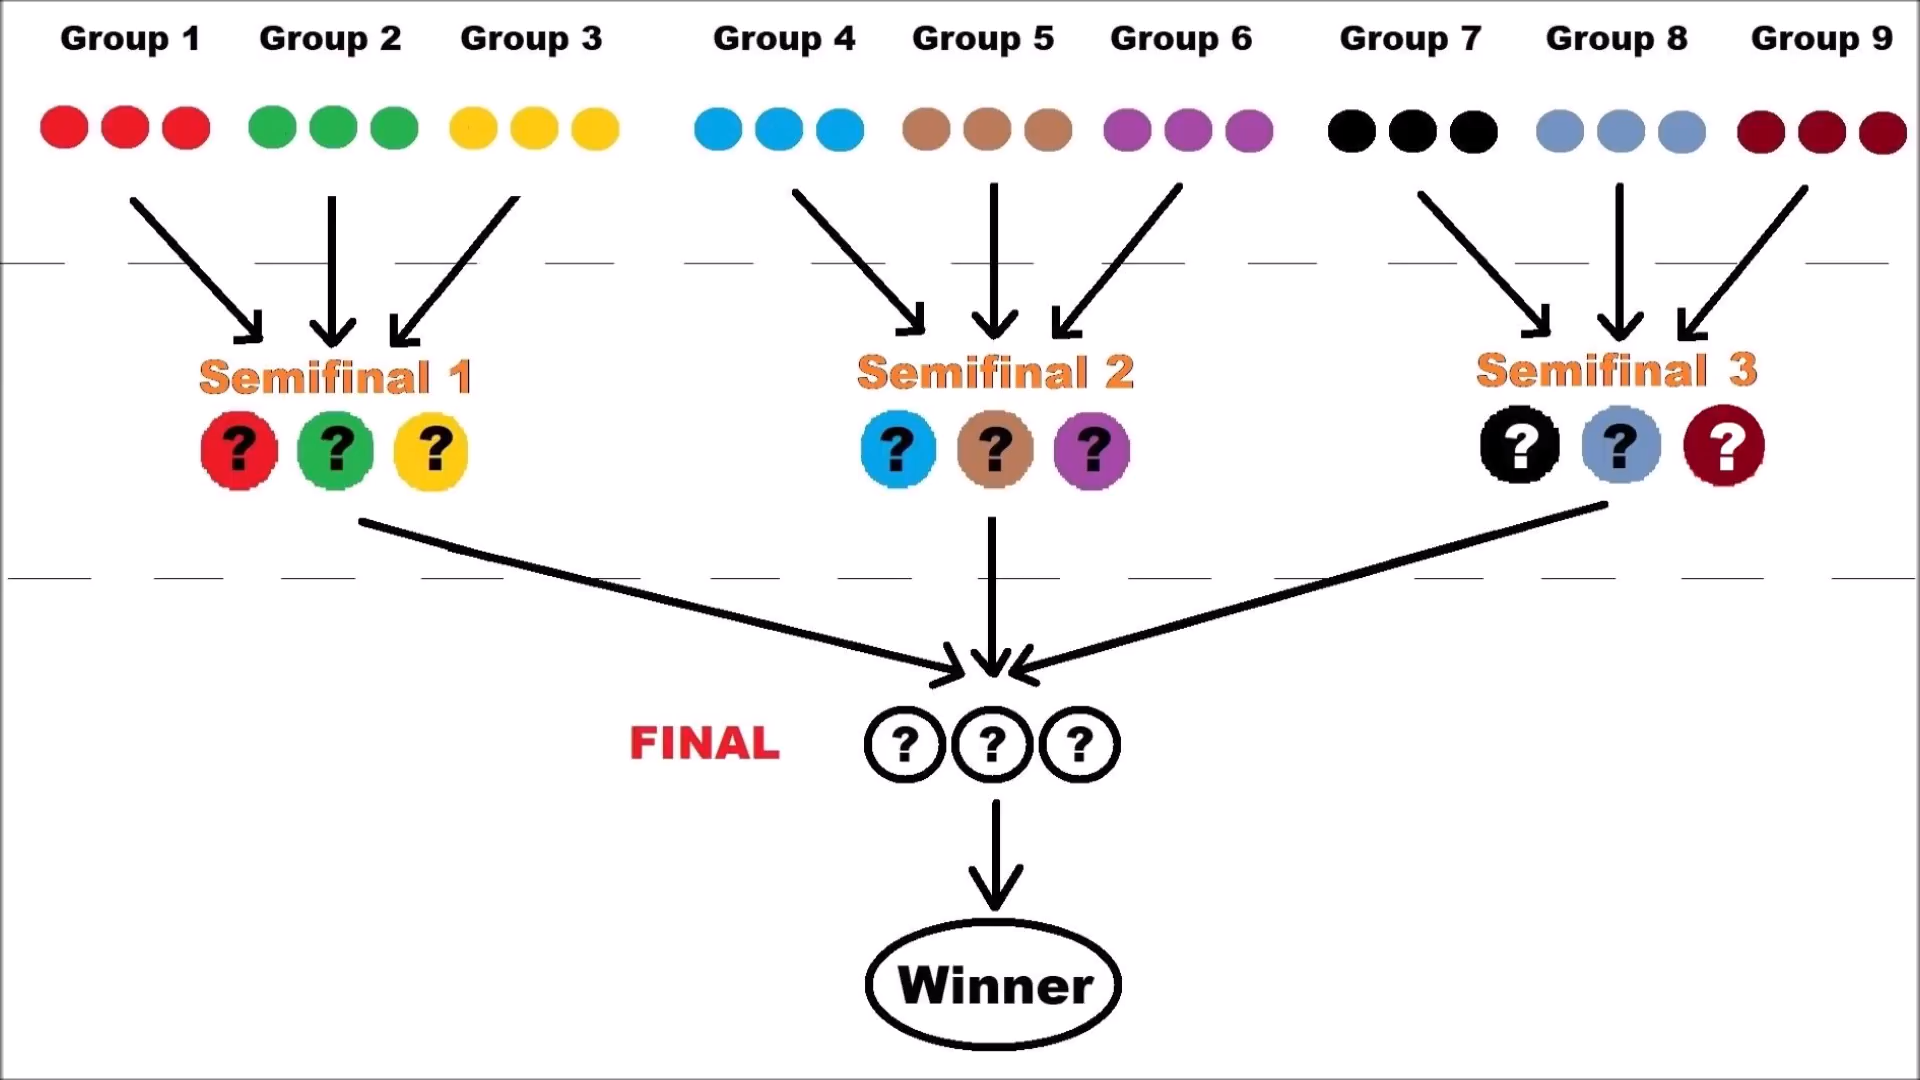 Group 1 Group 2 Group 3 Group 4 Group 5 Group 6 Group 7 Group 8 Group 9
Semifinal 1 Semifinal 2 Semifinal 3
? ? ? ? ? ? ? ? ?
FINAL ? ? ?
Winner